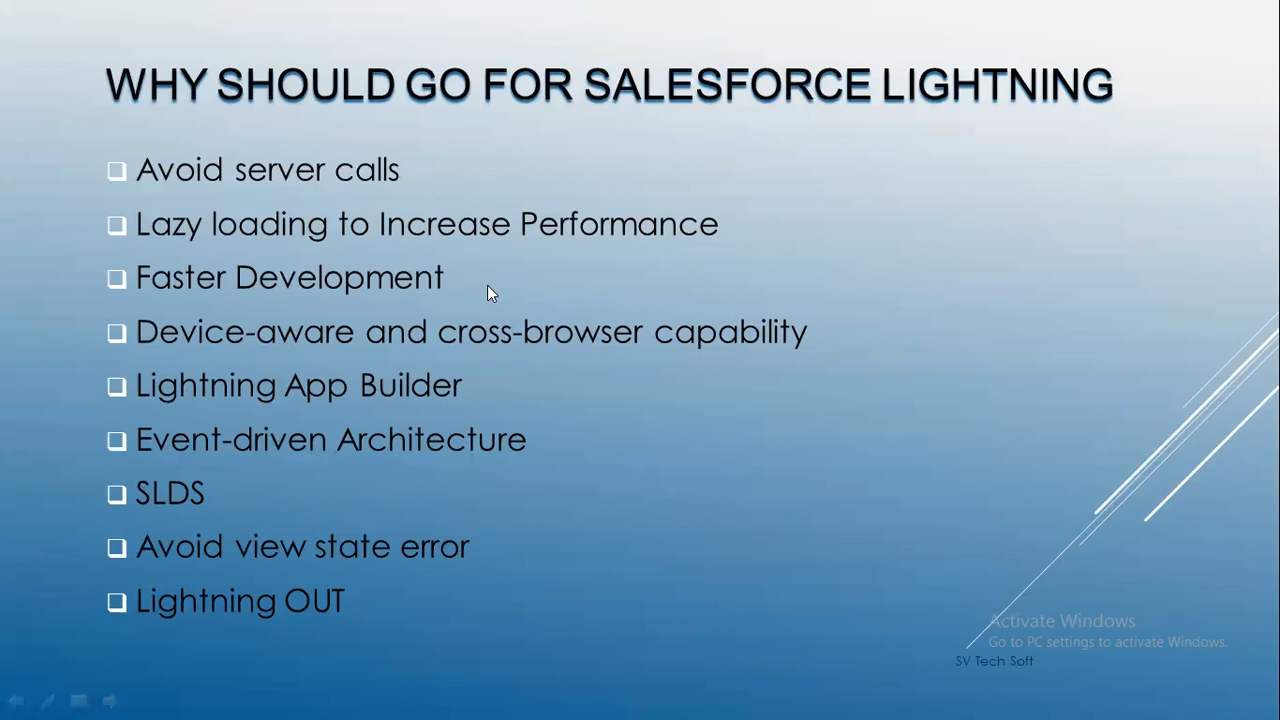 WHY SHOULD GO FOR SALESFORCE LIGHTNING
Avoid server calls
Lazy loading to Increase Performance
Faster Development
Device-aware and cross-browser capability
Lightning App Builder
Event-driven Architecture
SLDS
Avoid view state error
Lightning OUT
Activate Windows
Go to PC settings to activate Windows.
SV Tech Soft